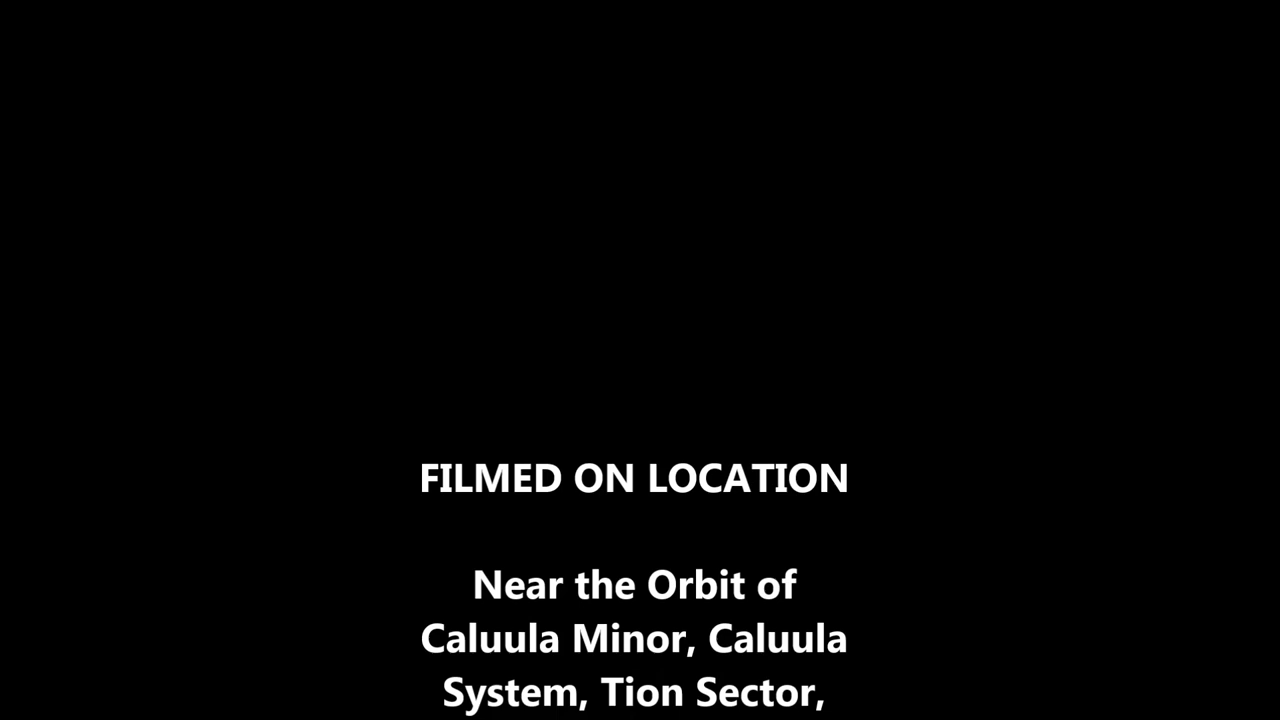 FILMED ON LOCATION
Near the Orbit of
Caluula Minor, Caluula
System, Tion Sector,